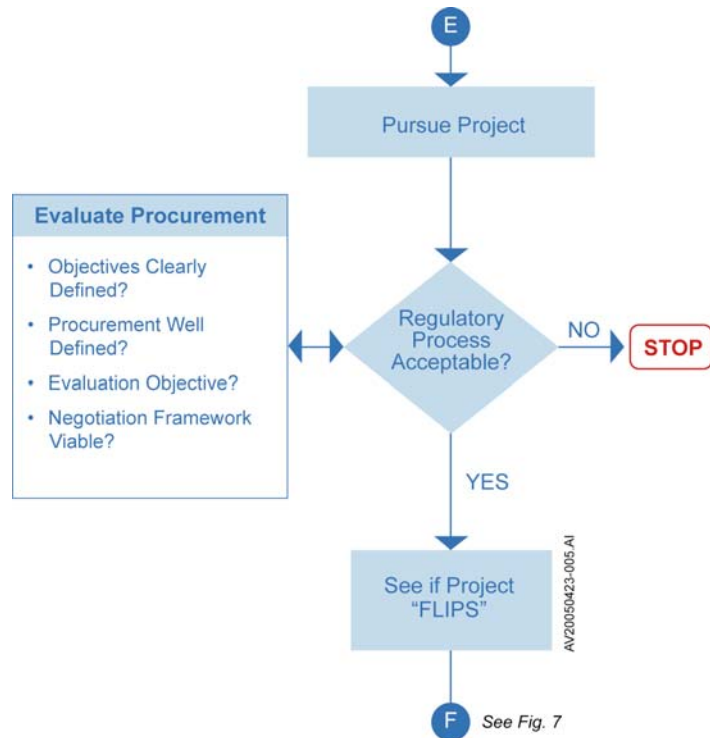 E
Pursue Project
Evaluate Procurement
• Objectives Clearly
Defined?
• Procurement Well
Defined?
• Evaluation Objective?
• Negotiation Framework
Viable?
Regulatory
Process
Acceptable?
NO
STOP
YES
See if Project
“FLIPS”
AV20050423-005.AI
F
See Fig. 7